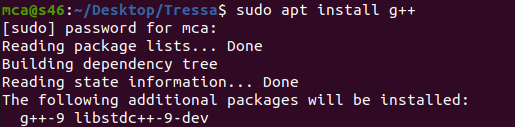 mca@s46:~/Desktop/Tressa$ sudo apt install g++
[sudo] password for mca:
Reading package lists... Done
Building dependency tree
Reading state information... Done
The following additional packages will be installed:
  g++-9 libstdc++-9-dev